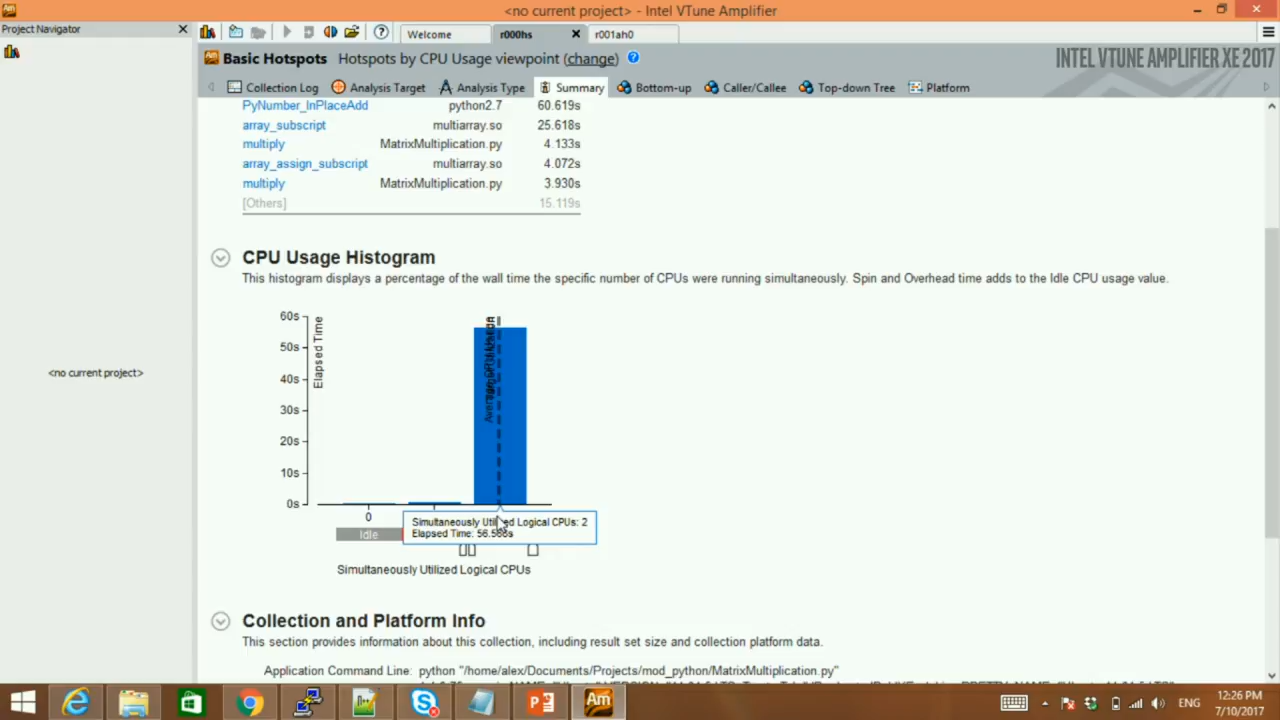 <no current project> - Intel VTune Amplifier
Project Navigator
Welcome
r000hs
r001ah0
Basic Hotspots Hotspots by CPU Usage viewpoint (change)
INTEL VTUNE AMPLIFIER XE 2017
Collection Log
Analysis Target
Analysis Type
Summary
Bottom-up
Caller/Callee
Top-down Tree
Platform
PyNumber_InPlaceAdd python2.7 60.619s
array_subscript multiarray.so 25.618s
multiply MatrixMultiplication.py 4.133s
array_assign_subscript multiarray.so 4.072s
multiply MatrixMultiplication.py 3.930s
[Others] 15.119s
CPU Usage Histogram
This histogram displays a percentage of the wall time the specific number of CPUs were running simultaneously. Spin and Overhead time adds to the Idle CPU usage value.
60s
50s
40s
30s
20s
10s
0s
Elapsed Time
0
Idle
Simultaneously Utilized Logical CPUs: 2
Elapsed Time: 56.566s
Simultaneously Utilized Logical CPUs
<no current project>
Collection and Platform Info
This section provides information about this collection, including result set size and collection platform data.
Application Command Line: python "/home/alex/Documents/Projects/mod_python/MatrixMultiplication.py"
ENG
12:26 PM
7/10/2017